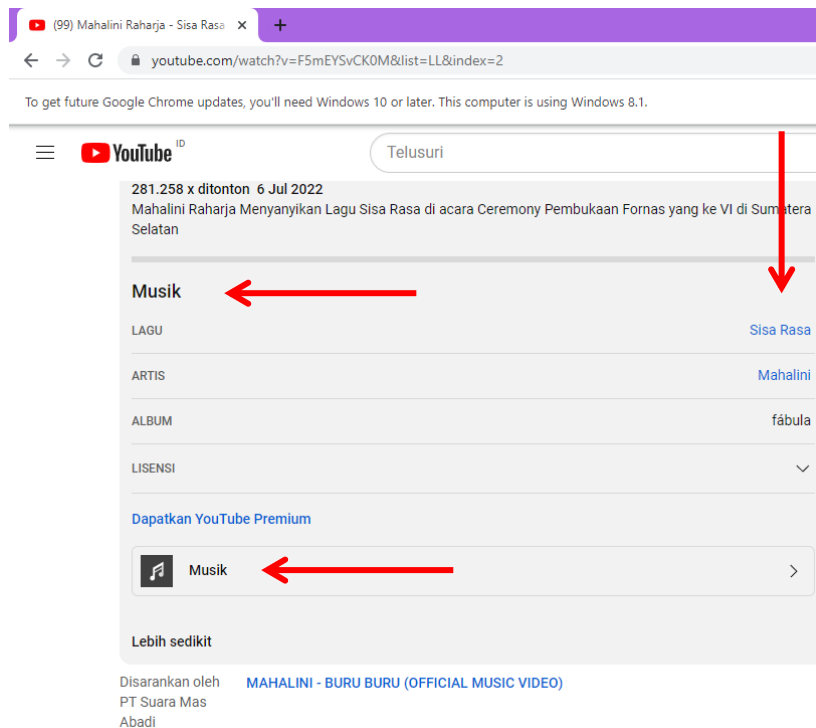 (99) Mahalini Raharja - Sisa Rasa
youtube.com/watch?v=F5mEYSvCK0M&list=LL&index=2
To get future Google Chrome updates, you'll need Windows 10 or later. This computer is using Windows 8.1.
YouTube ID
Telusuri
281.258 x ditonton 6 Jul 2022
Mahalini Raharja Menyanyikan Lagu Sisa Rasa di acara Ceremony Pembukaan Fornas yang ke VI di Sumatera
Selatan
Musik
LAGU Sisa Rasa
ARTIS Mahalini
ALBUM fábula
LISENSI
Dapatkan YouTube Premium
Musik
Lebih sedikit
Disarankan oleh MAHALINI - BURU BURU (OFFICIAL MUSIC VIDEO)
PT Suara Mas
Abadi